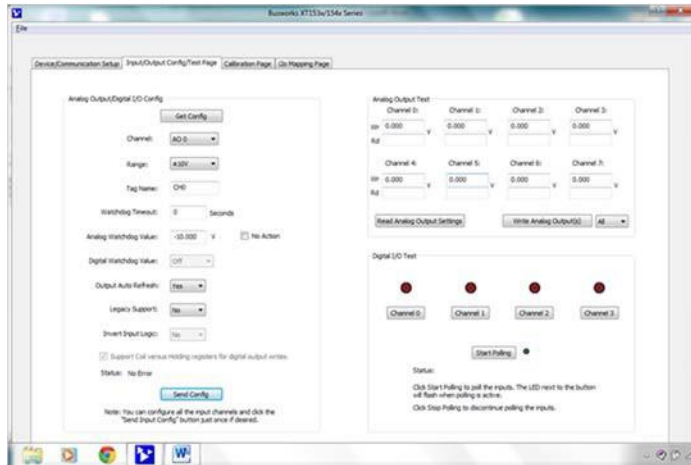 Busworks XT153x/154x Series
File
Device/Communication Setup Input/Output Config/Test Page Calibration Page i2o Mapping Page
Analog Output/Digital I/O Config
Get Config
Channel: AO 0
Range: ±10V
Tag Name: CH0
Watchdog Timeout: 0 Seconds
Analog Watchdog Value: -10.000 V No Action
Digital Watchdog Value: Off
Output Auto Refresh: Yes
Legacy Support: No
Invert Input Logic: No
Support Coil versus Holding registers for digital output writes.
Status: No Error
Send Config
Note: You can configure all the input channels and click the
"Send Input Config" button just once if desired.
Analog Output Test
Channel 0: Channel 1: Channel 2: Channel 3:
Wr 0.000 V 0.000 V 0.000 V 0.000 V
Rd
Channel 4: Channel 5: Channel 6: Channel 7:
Wr 0.000 V 0.000 V 0.000 V 0.000 V
Rd
Read Analog Output Settings Write Analog Output(s) All
Digital I/O Test
Channel 0 Channel 1 Channel 2 Channel 3
Start Polling
Status:
Click Start Polling to poll the inputs. The LED next to the button
will flash when polling is active.
Click Stop Polling to discontinue polling the inputs.